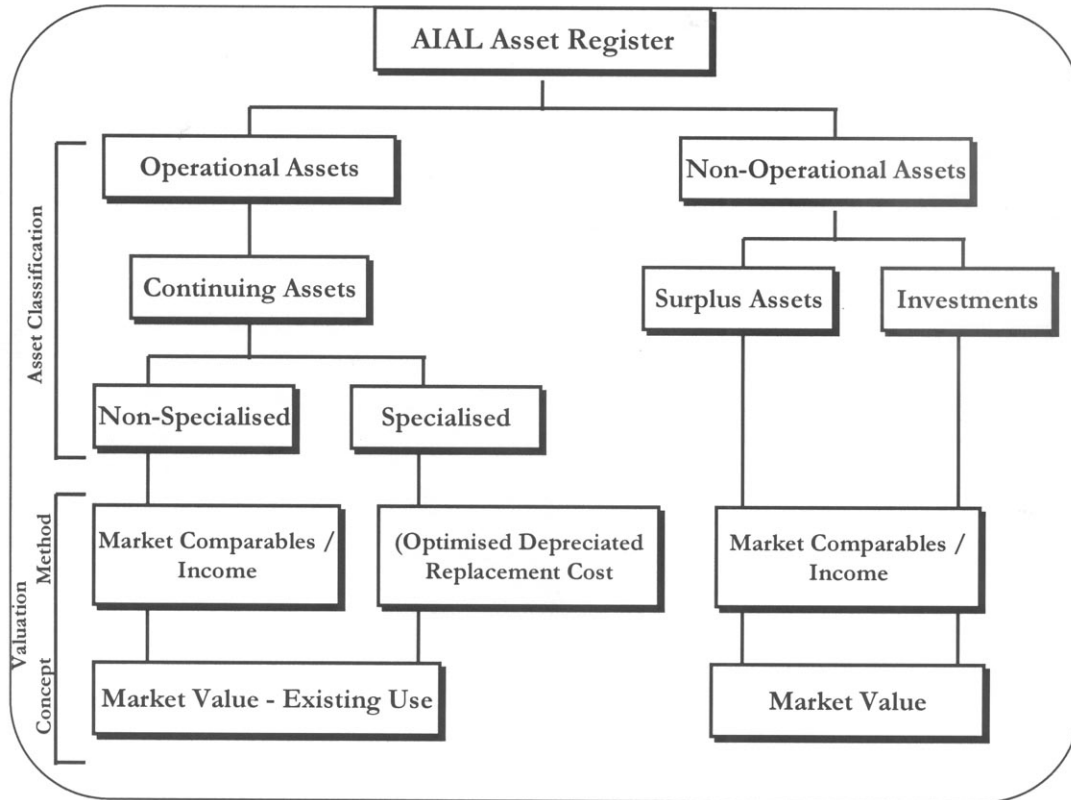 AIAL Asset Register
Operational Assets
Non-Operational Assets
Continuing Assets
Surplus Assets
Investments
Asset Classification
Non-Specialised
Specialised
Method
Market Comparables /
Income
(Optimised Depreciated
Replacement Cost
Market Comparables /
Income
Valuation
Concept
Market Value - Existing Use
Market Value